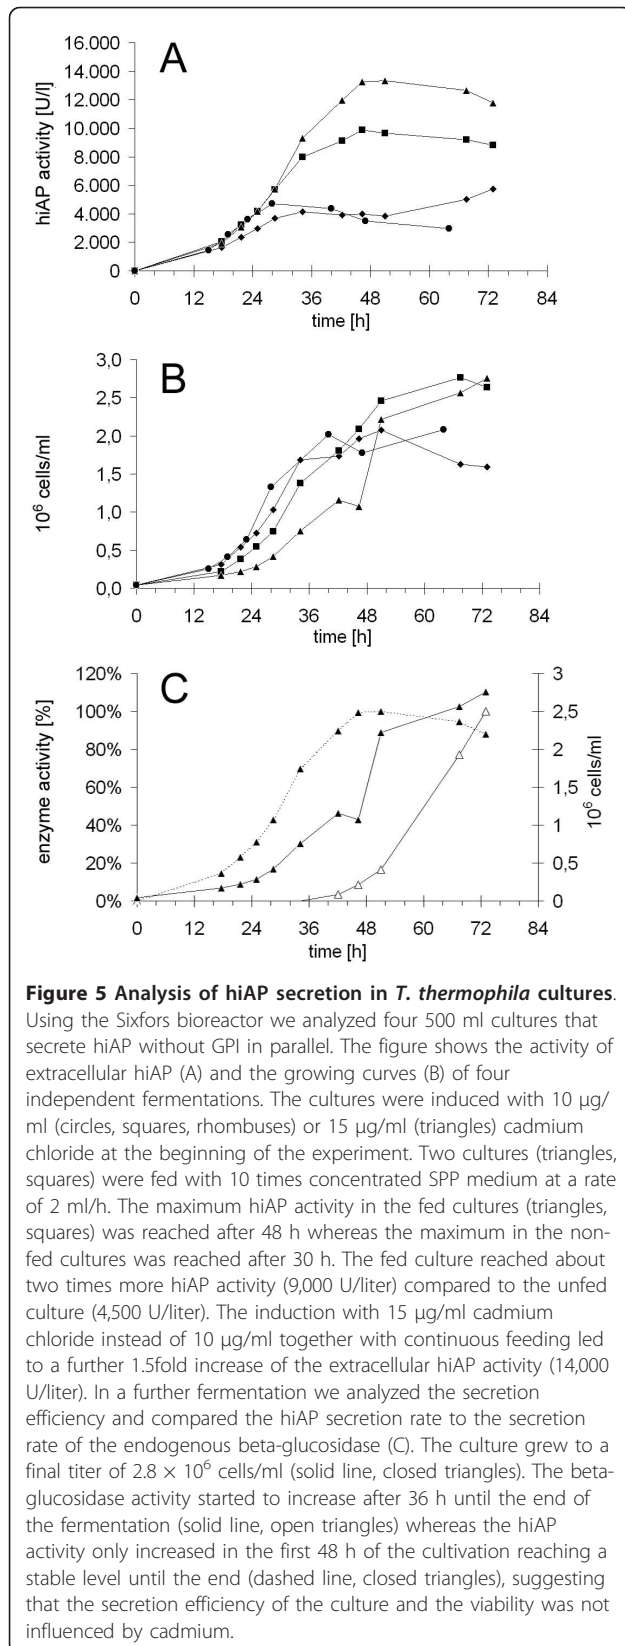 A
16.000
14.000
12.000
10.000
8.000
6.000
4.000
2.000
0
hiAP activity [U/l]
0 12 24 36 48 60 72 84
time [h]
B
3,0
2,5
2,0
1,5
1,0
0,5
0,0
10⁶ cells/ml
0 12 24 36 48 60 72 84
time [h]
C
120%
100%
80%
60%
40%
20%
0%
enzyme activity [%]
3
2,5
2
1,5
1
0,5
0
10⁶ cells/ml
0 12 24 36 48 60 72 84
time [h]
Figure 5 Analysis of hiAP secretion in T. thermophila cultures.
Using the Sixfors bioreactor we analyzed four 500 ml cultures that
secrete hiAP without GPI in parallel. The figure shows the activity of
extracellular hiAP (A) and the growing curves (B) of four
independent fermentations. The cultures were induced with 10 μg/
ml (circles, squares, rhombuses) or 15 μg/ml (triangles) cadmium
chloride at the beginning of the experiment. Two cultures (triangles,
squares) were fed with 10 times concentrated SPP medium at a rate
of 2 ml/h. The maximum hiAP activity in the fed cultures (triangles,
squares) was reached after 48 h whereas the maximum in the non-
fed cultures was reached after 30 h. The fed culture reached about
two times more hiAP activity (9,000 U/liter) compared to the unfed
culture (4,500 U/liter). The induction with 15 μg/ml cadmium
chloride instead of 10 μg/ml together with continuous feeding led
to a further 1.5fold increase of the extracellular hiAP activity (14,000
U/liter). In a further fermentation we analyzed the secretion
efficiency and compared the hiAP secretion rate to the secretion
rate of the endogenous beta-glucosidase (C). The culture grew to a
final titer of 2.8 × 10⁶ cells/ml (solid line, closed triangles). The beta-
glucosidase activity started to increase after 36 h until the end of
the fermentation (solid line, open triangles) whereas the hiAP
activity only increased in the first 48 h of the cultivation reaching a
stable level until the end (dashed line, closed triangles), suggesting
that the secretion efficiency of the culture and the viability was not
influenced by cadmium.